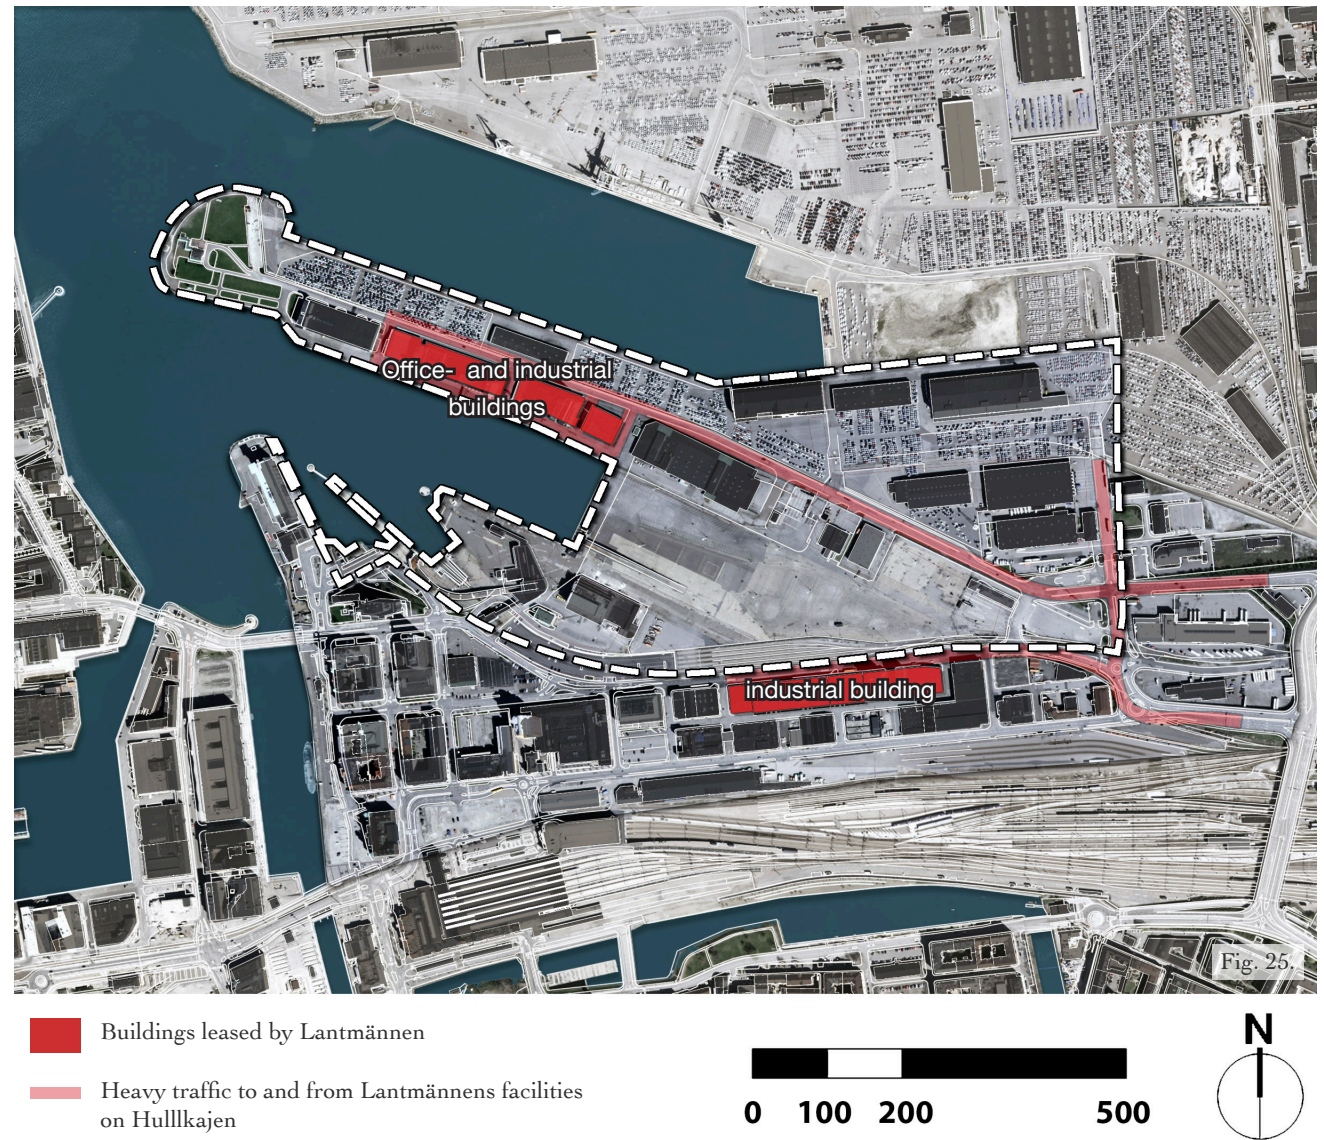 Office- and industrial
buildings
industrial building
Fig. 25.
Buildings leased by Lantmännen
Heavy traffic to and from Lantmännens facilities
on Hulllkajen
N
0 100 200 500